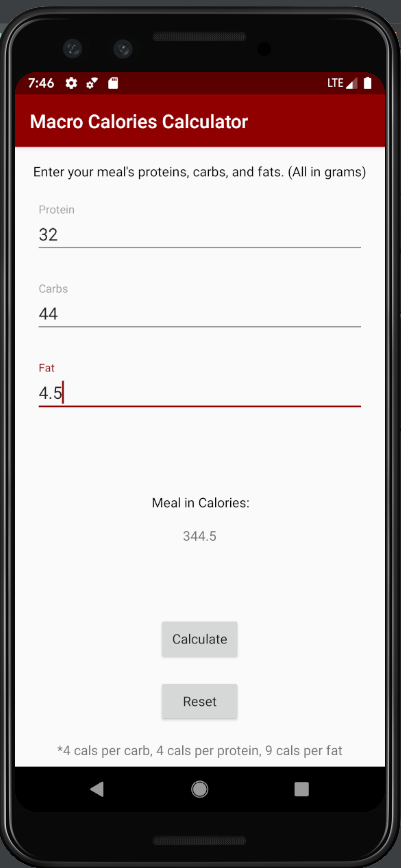 7:46 LTE
Macro Calories Calculator
Enter your meal's proteins, carbs, and fats. (All in grams)
Protein
32
Carbs
44
Fat
4.5
Meal in Calories:
344.5
Calculate
Reset
*4 cals per carb, 4 cals per protein, 9 cals per fat